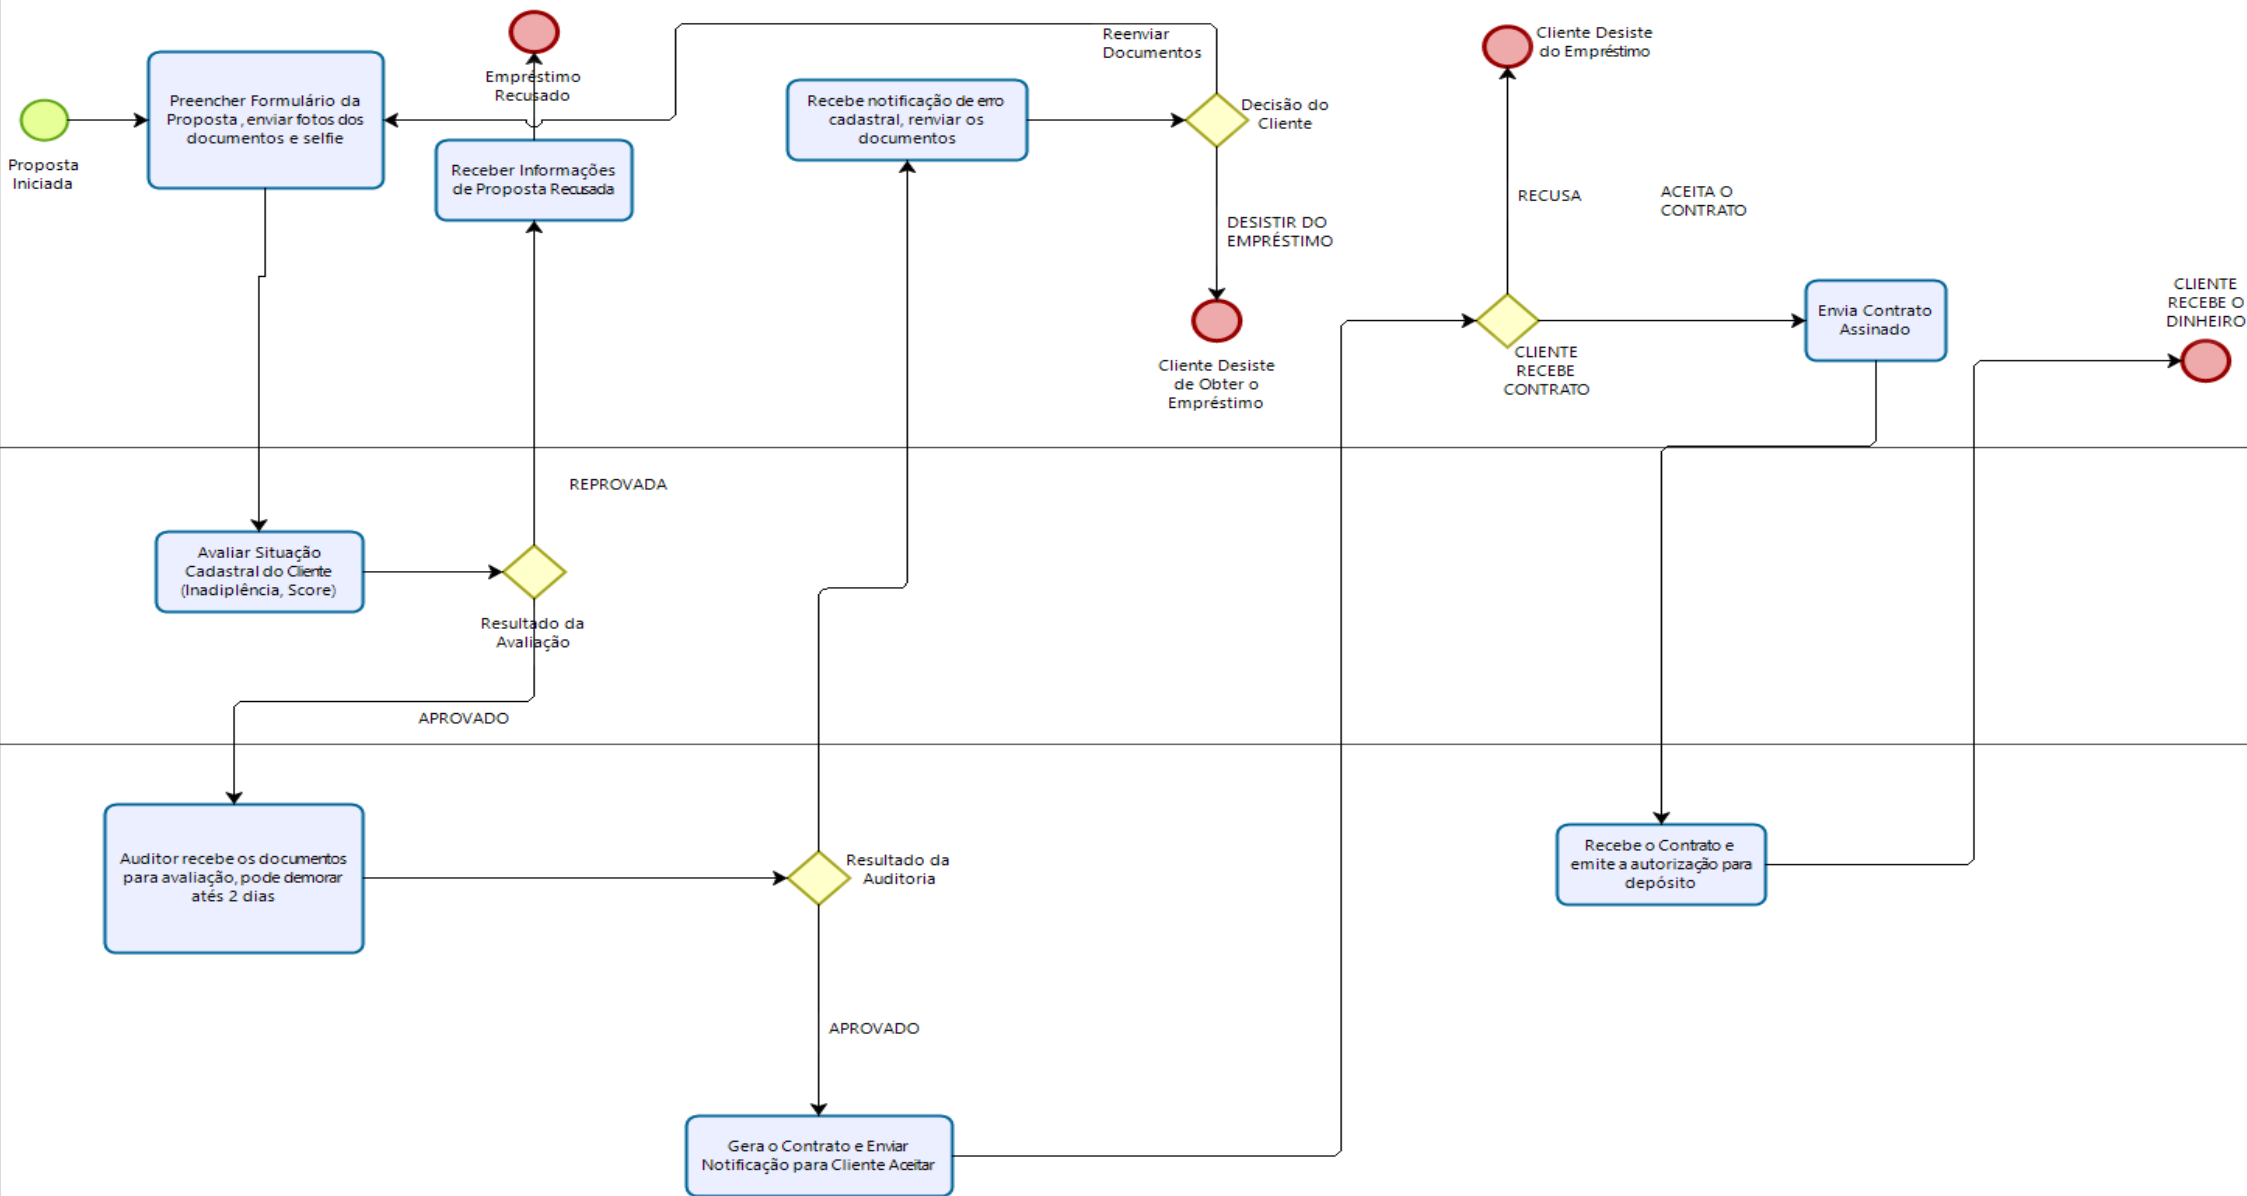 Proposta
Iniciada
Preencher Formulário da
Proposta , enviar fotos dos
documentos e selfie
Empréstimo
Recusado
Receber Informações
de Proposta Recusada
Recebe notificação de erro
cadastral, renviar os
documentos
Reenviar
Documentos
Decisão do
Cliente
DESISTIR DO
EMPRÉSTIMO
Cliente Desiste
de Obter o
Empréstimo
Cliente Desiste
do Empréstimo
RECUSA
ACEITA O
CONTRATO
CLIENTE
RECEBE
CONTRATO
Envia Contrato
Assinado
CLIENTE
RECEBE O
DINHEIRO
REPROVADA
Avaliar Situação
Cadastral do Cliente
(Inadiplência, Score)
Resultado da
Avaliação
APROVADO
Auditor recebe os documentos
para avaliação, pode demorar
atés 2 dias
Resultado da
Auditoria
APROVADO
Gera o Contrato e Enviar
Notificação para Cliente Aceitar
Recebe o Contrato e
emite a autorização para
depósito